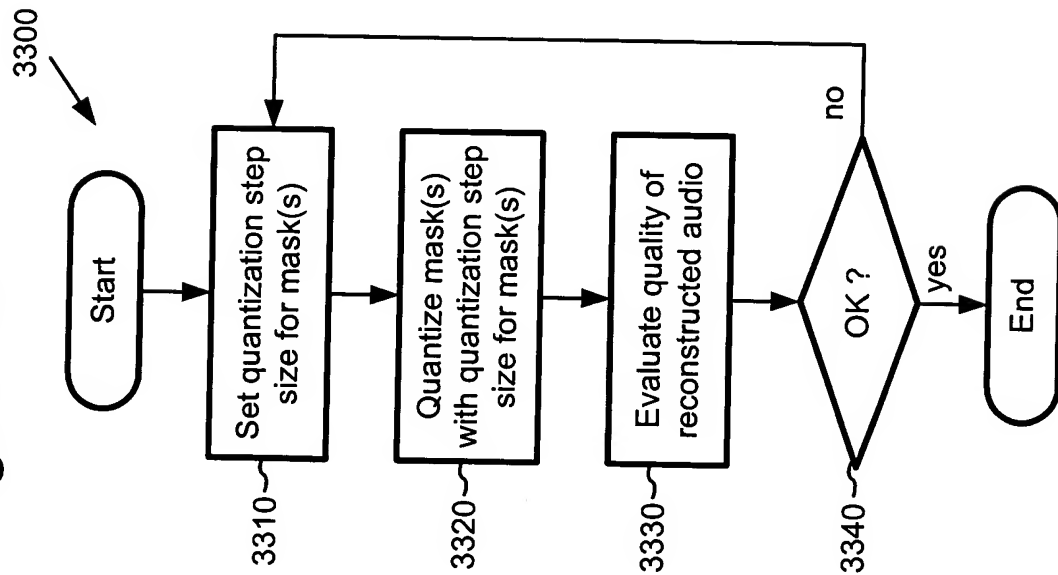 3300
Start
3310
Set quantization step
size for mask(s)
3320
Quantize mask(s)
with quantization step
size for mask(s)
3330
Evaluate quality of
reconstructed audio
3340
OK ?
no
yes
End